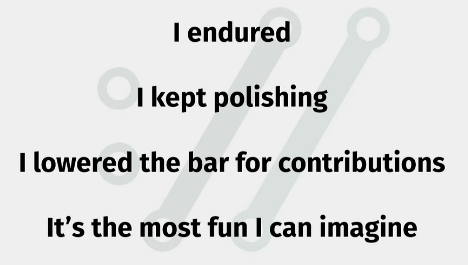 I endured
I kept polishing
I lowered the bar for contributions
It’s the most fun I can imagine